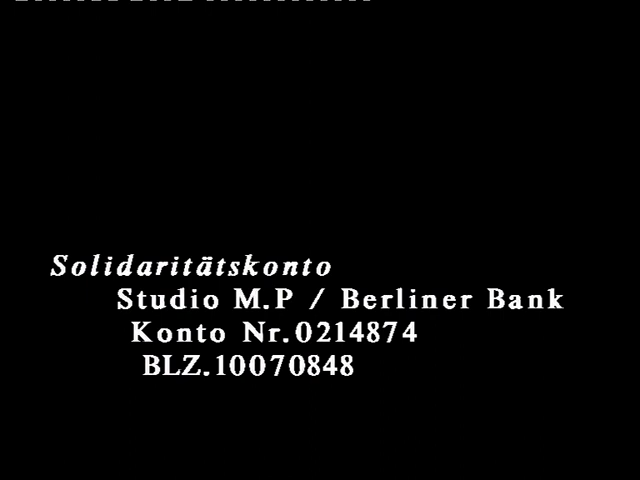 Solidaritätskonto
Studio M.P / Berliner Bank
Konto Nr.0214874
BLZ.10070848